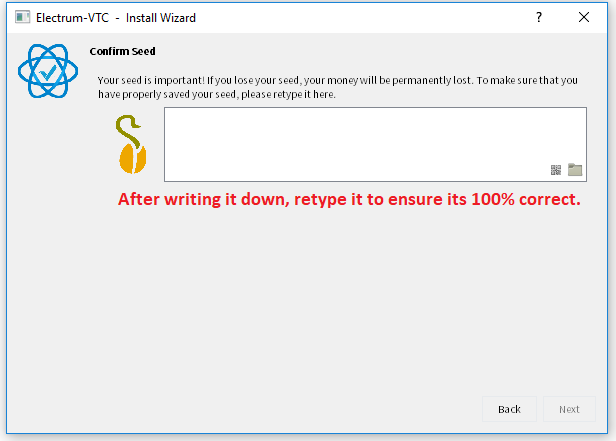 Electrum-VTC - Install Wizard
?
Confirm Seed
Your seed is important! If you lose your seed, your money will be permanently lost. To make sure that you
have properly saved your seed, please retype it here.
After writing it down, retype it to ensure its 100% correct.
Back Next